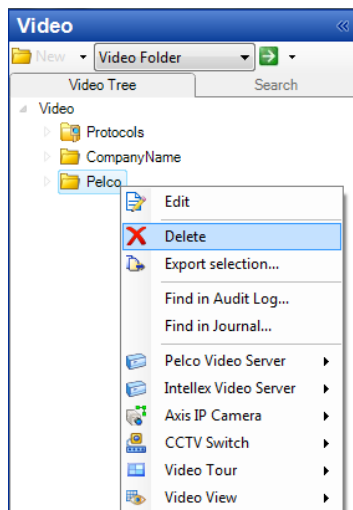 Video
New
Video Folder
Video Tree
Search
Video
Protocols
CompanyName
Pelco
Edit
Delete
Export selection...
Find in Audit Log...
Find in Journal...
Pelco Video Server
Intellex Video Server
Axis IP Camera
CCTV Switch
Video Tour
Video View